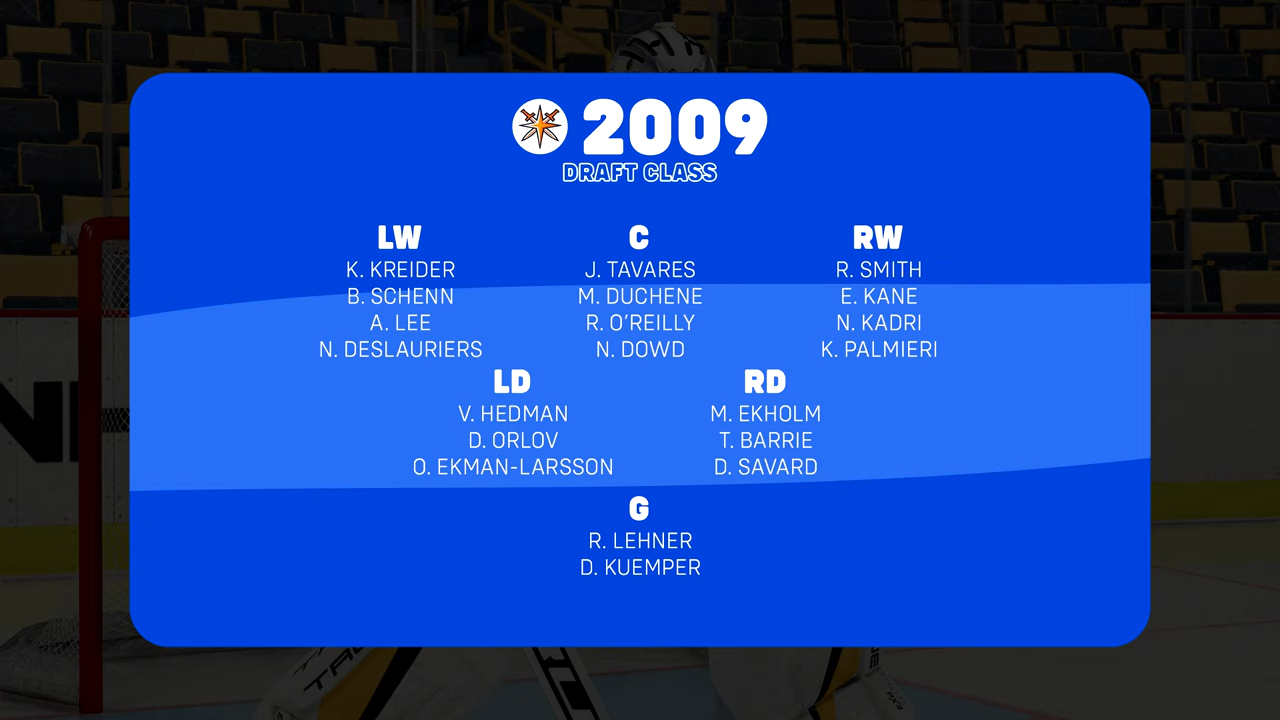 2009
DRAFT CLASS
LW C RW
K. KREIDER J. TAVARES R. SMITH
B. SCHENN M. DUCHENE E. KANE
A. LEE R. O'REILLY N. KADRI
N. DESLAURIERS N. DOWD K. PALMIERI
LD RD
V. HEDMAN M. EKHOLM
D. ORLOV T. BARRIE
O. EKMAN-LARSSON D. SAVARD
G
R. LEHNER
D. KUEMPER